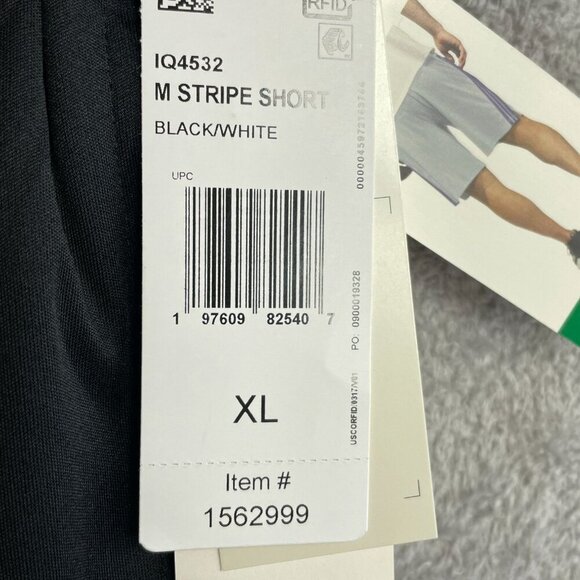 RFID
IQ4532
M STRIPE SHORT
BLACK/WHITE
UPC
1 97609 82540 7
XL
Item #
1562999
PO: 0900019328
USCORFID/0317/V01